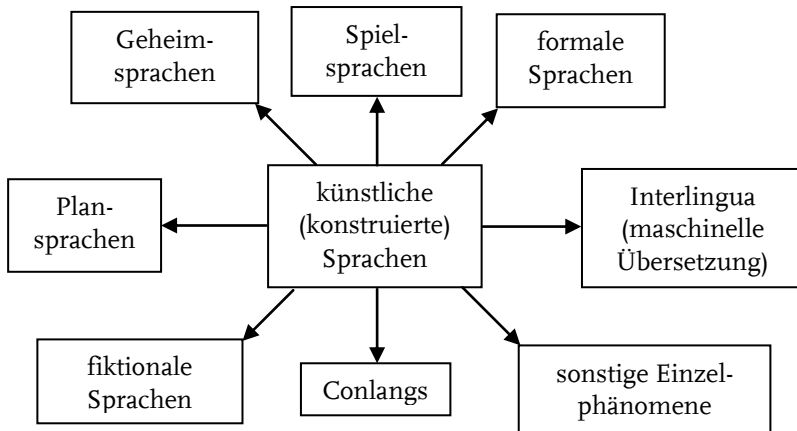 Geheim-
sprachen
Spiel-
sprachen
formale
Sprachen
Plan-
sprachen
künstliche
(konstruierte)
Sprachen
Interlingua
(maschinelle
Übersetzung)
fiktionale
Sprachen
Conlangs
sonstige Einzel-
phänomene